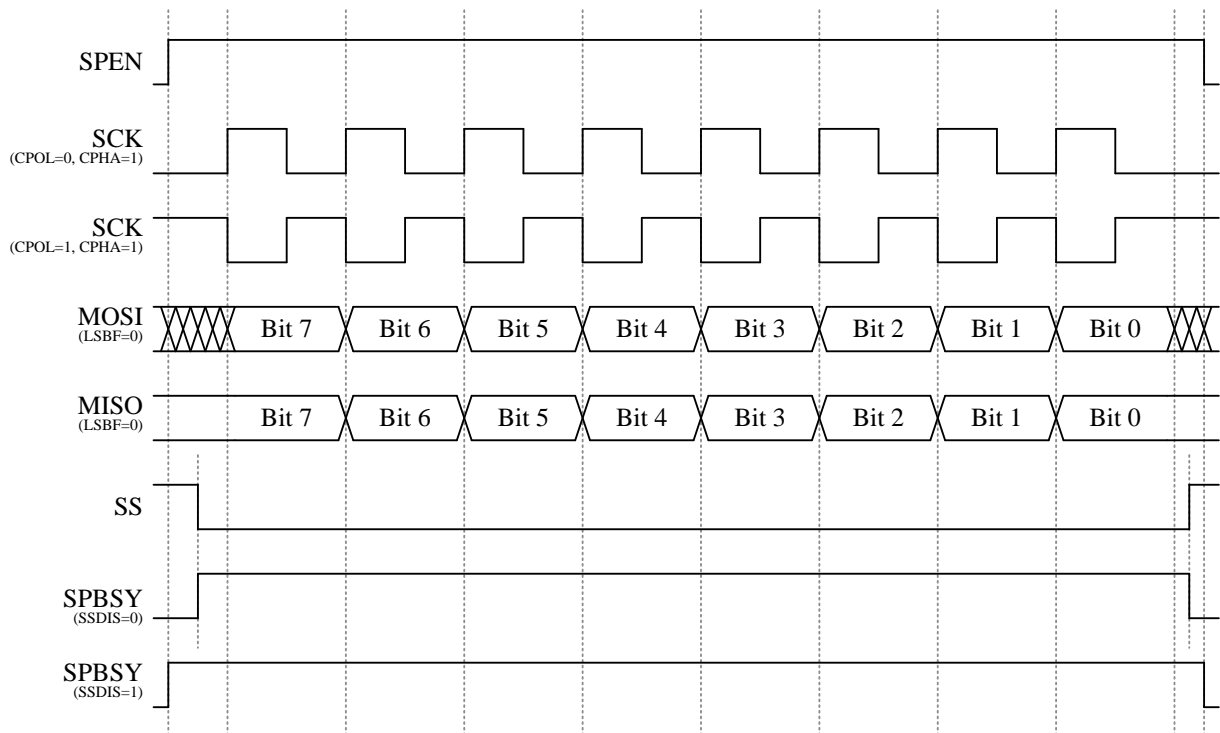 SPEN
SCK
(CPOL=0, CPHA=1)
SCK
(CPOL=1, CPHA=1)
MOSI
(LSBF=0)
Bit 7 Bit 6 Bit 5 Bit 4 Bit 3 Bit 2 Bit 1 Bit 0
MISO
(LSBF=0)
Bit 7 Bit 6 Bit 5 Bit 4 Bit 3 Bit 2 Bit 1 Bit 0
SS
SPBSY
(SSDIS=0)
SPBSY
(SSDIS=1)